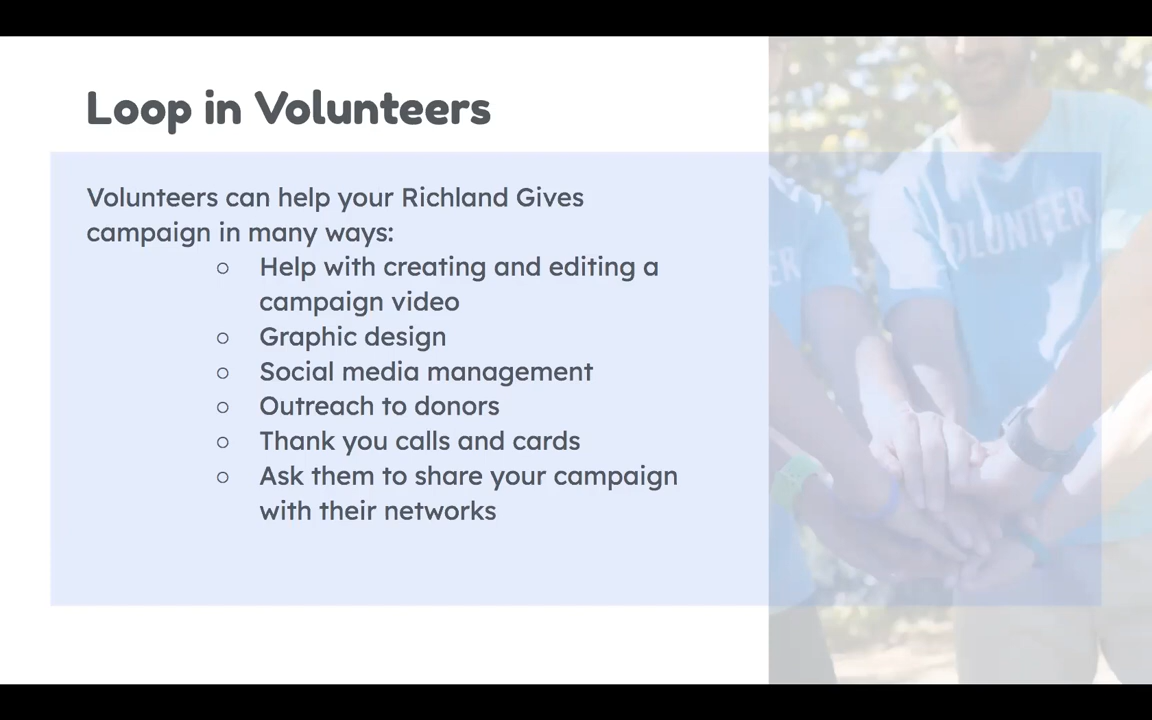 Loop in Volunteers
Volunteers can help your Richland Gives
campaign in many ways:
○ Help with creating and editing a
campaign video
○ Graphic design
○ Social media management
○ Outreach to donors
○ Thank you calls and cards
○ Ask them to share your campaign
with their networks
VOLUNTEER
ER